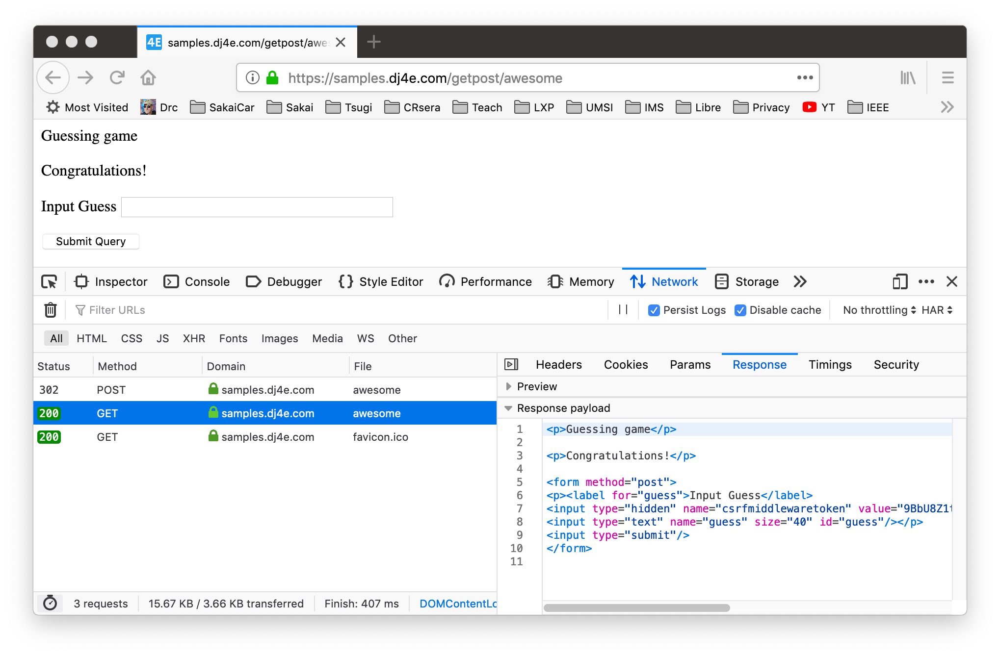 4E samples.dj4e.com/getpost/awes
https://samples.dj4e.com/getpost/awesome
Most Visited Drc SakaiCar Sakai Tsugi CRsera Teach LXP UMSI IMS Libre Privacy YT IEEE
Guessing game
Congratulations!
Input Guess
Submit Query
Inspector Console Debugger Style Editor Performance Memory Network Storage
Filter URLs Persist Logs Disable cache No throttling HAR
All HTML CSS JS XHR Fonts Images Media WS Other
Status Method Domain File
302 POST samples.dj4e.com awesome
200 GET samples.dj4e.com awesome
200 GET samples.dj4e.com favicon.ico
3 requests 15.67 KB / 3.66 KB transferred Finish: 407 ms DOMContentLo
Headers Cookies Params Response Timings Security
Preview
Response payload
1 <p>Guessing game</p>
2
3 <p>Congratulations!</p>
4
5 <form method="post">
6 <p><label for="guess">Input Guess</label>
7 <input type="hidden" name="csrfmiddlewaretoken" value="9BbU8Z1
8 <input type="text" name="guess" size="40" id="guess"/></p>
9 <input type="submit"/>
10 </form>
11